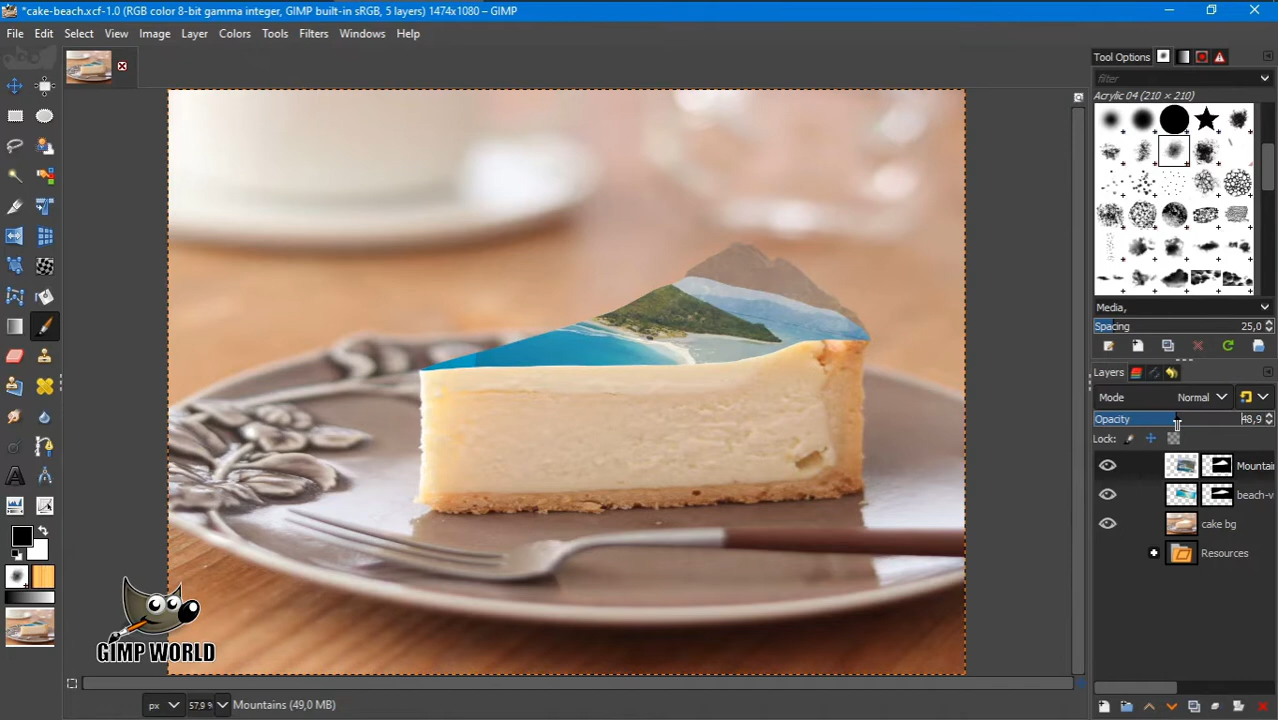 *cake-beach.xcf-1.0 (RGB color 8-bit gamma integer, GIMP built-in sRGB, 5 layers) 1474x1080 – GIMP
File Edit Select View Image Layer Colors Tools Filters Windows Help
Tool Options
filter
Acrylic 04 (210 × 210)
Media,
Spacing 25,0
Layers
Mode Normal
Opacity 48,9
Lock:
Mountain
beach-v
cake bg
Resources
GIMP WORLD
px 57,9 % Mountains (49,0 MB)